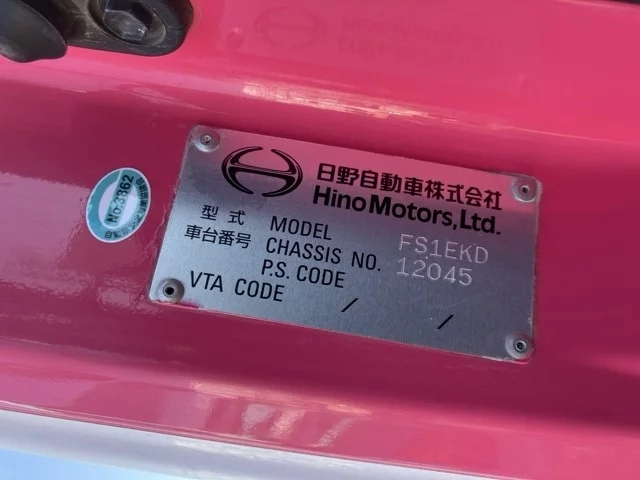 日野自動車株式会社
Hino Motors, Ltd.
型式 MODEL FS1EKD
車台番号 CHASSIS NO. 12045
P.S. CODE
VTA CODE / /
No.3362